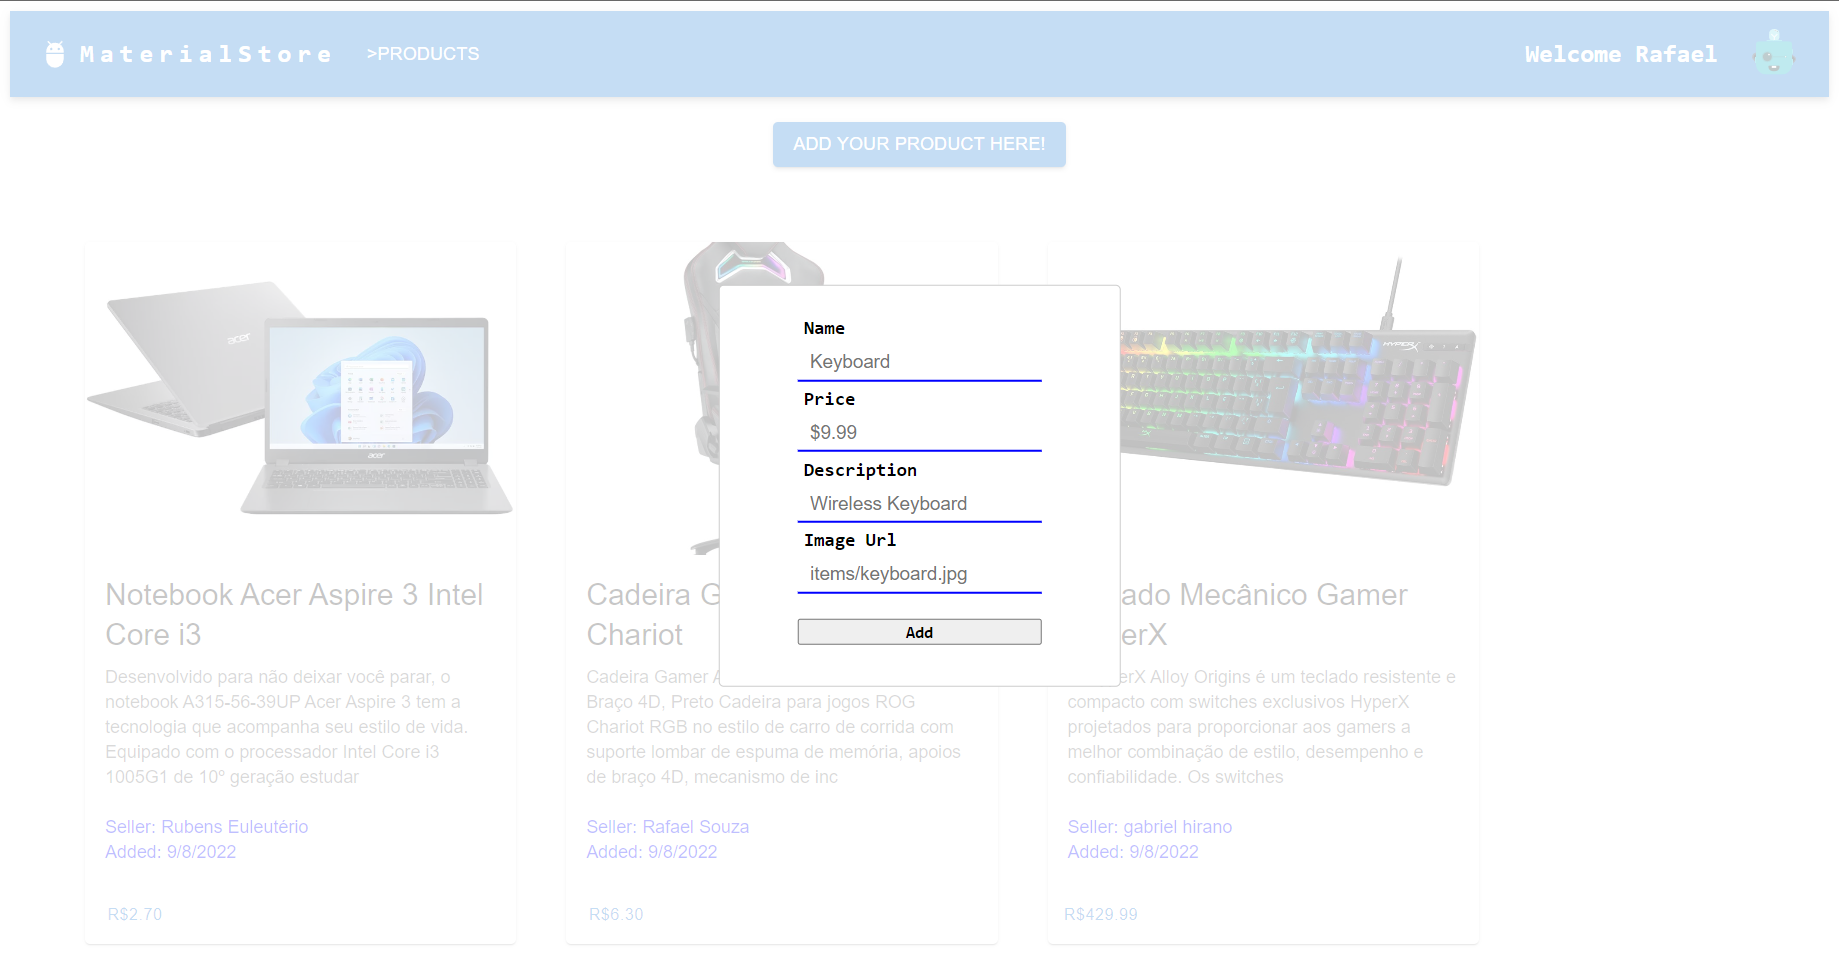 MaterialStore
>PRODUCTS
Welcome Rafael
ADD YOUR PRODUCT HERE!
acer
acer
HYPERX
Name
Keyboard
Price
$9.99
Description
Wireless Keyboard
Image Url
items/keyboard.jpg
Add
Notebook Acer Aspire 3 Intel
Core i3
Desenvolvido para não deixar você parar, o
notebook A315-56-39UP Acer Aspire 3 tem a
tecnologia que acompanha seu estilo de vida.
Equipado com o processador Intel Core i3
1005G1 de 10º geração estudar
Seller: Rubens Euleutério
Added: 9/8/2022
R$2.70
Cadeira G
Chariot
Cadeira Gamer A
Braço 4D, Preto Cadeira para jogos ROG
Chariot RGB no estilo de carro de corrida com
suporte lombar de espuma de memória, apoios
de braço 4D, mecanismo de inc
Seller: Rafael Souza
Added: 9/8/2022
R$6.30
ado Mecânico Gamer
erX
erX Alloy Origins é um teclado resistente e
compacto com switches exclusivos HyperX
projetados para proporcionar aos gamers a
melhor combinação de estilo, desempenho e
confiabilidade. Os switches
Seller: gabriel hirano
Added: 9/8/2022
R$429.99